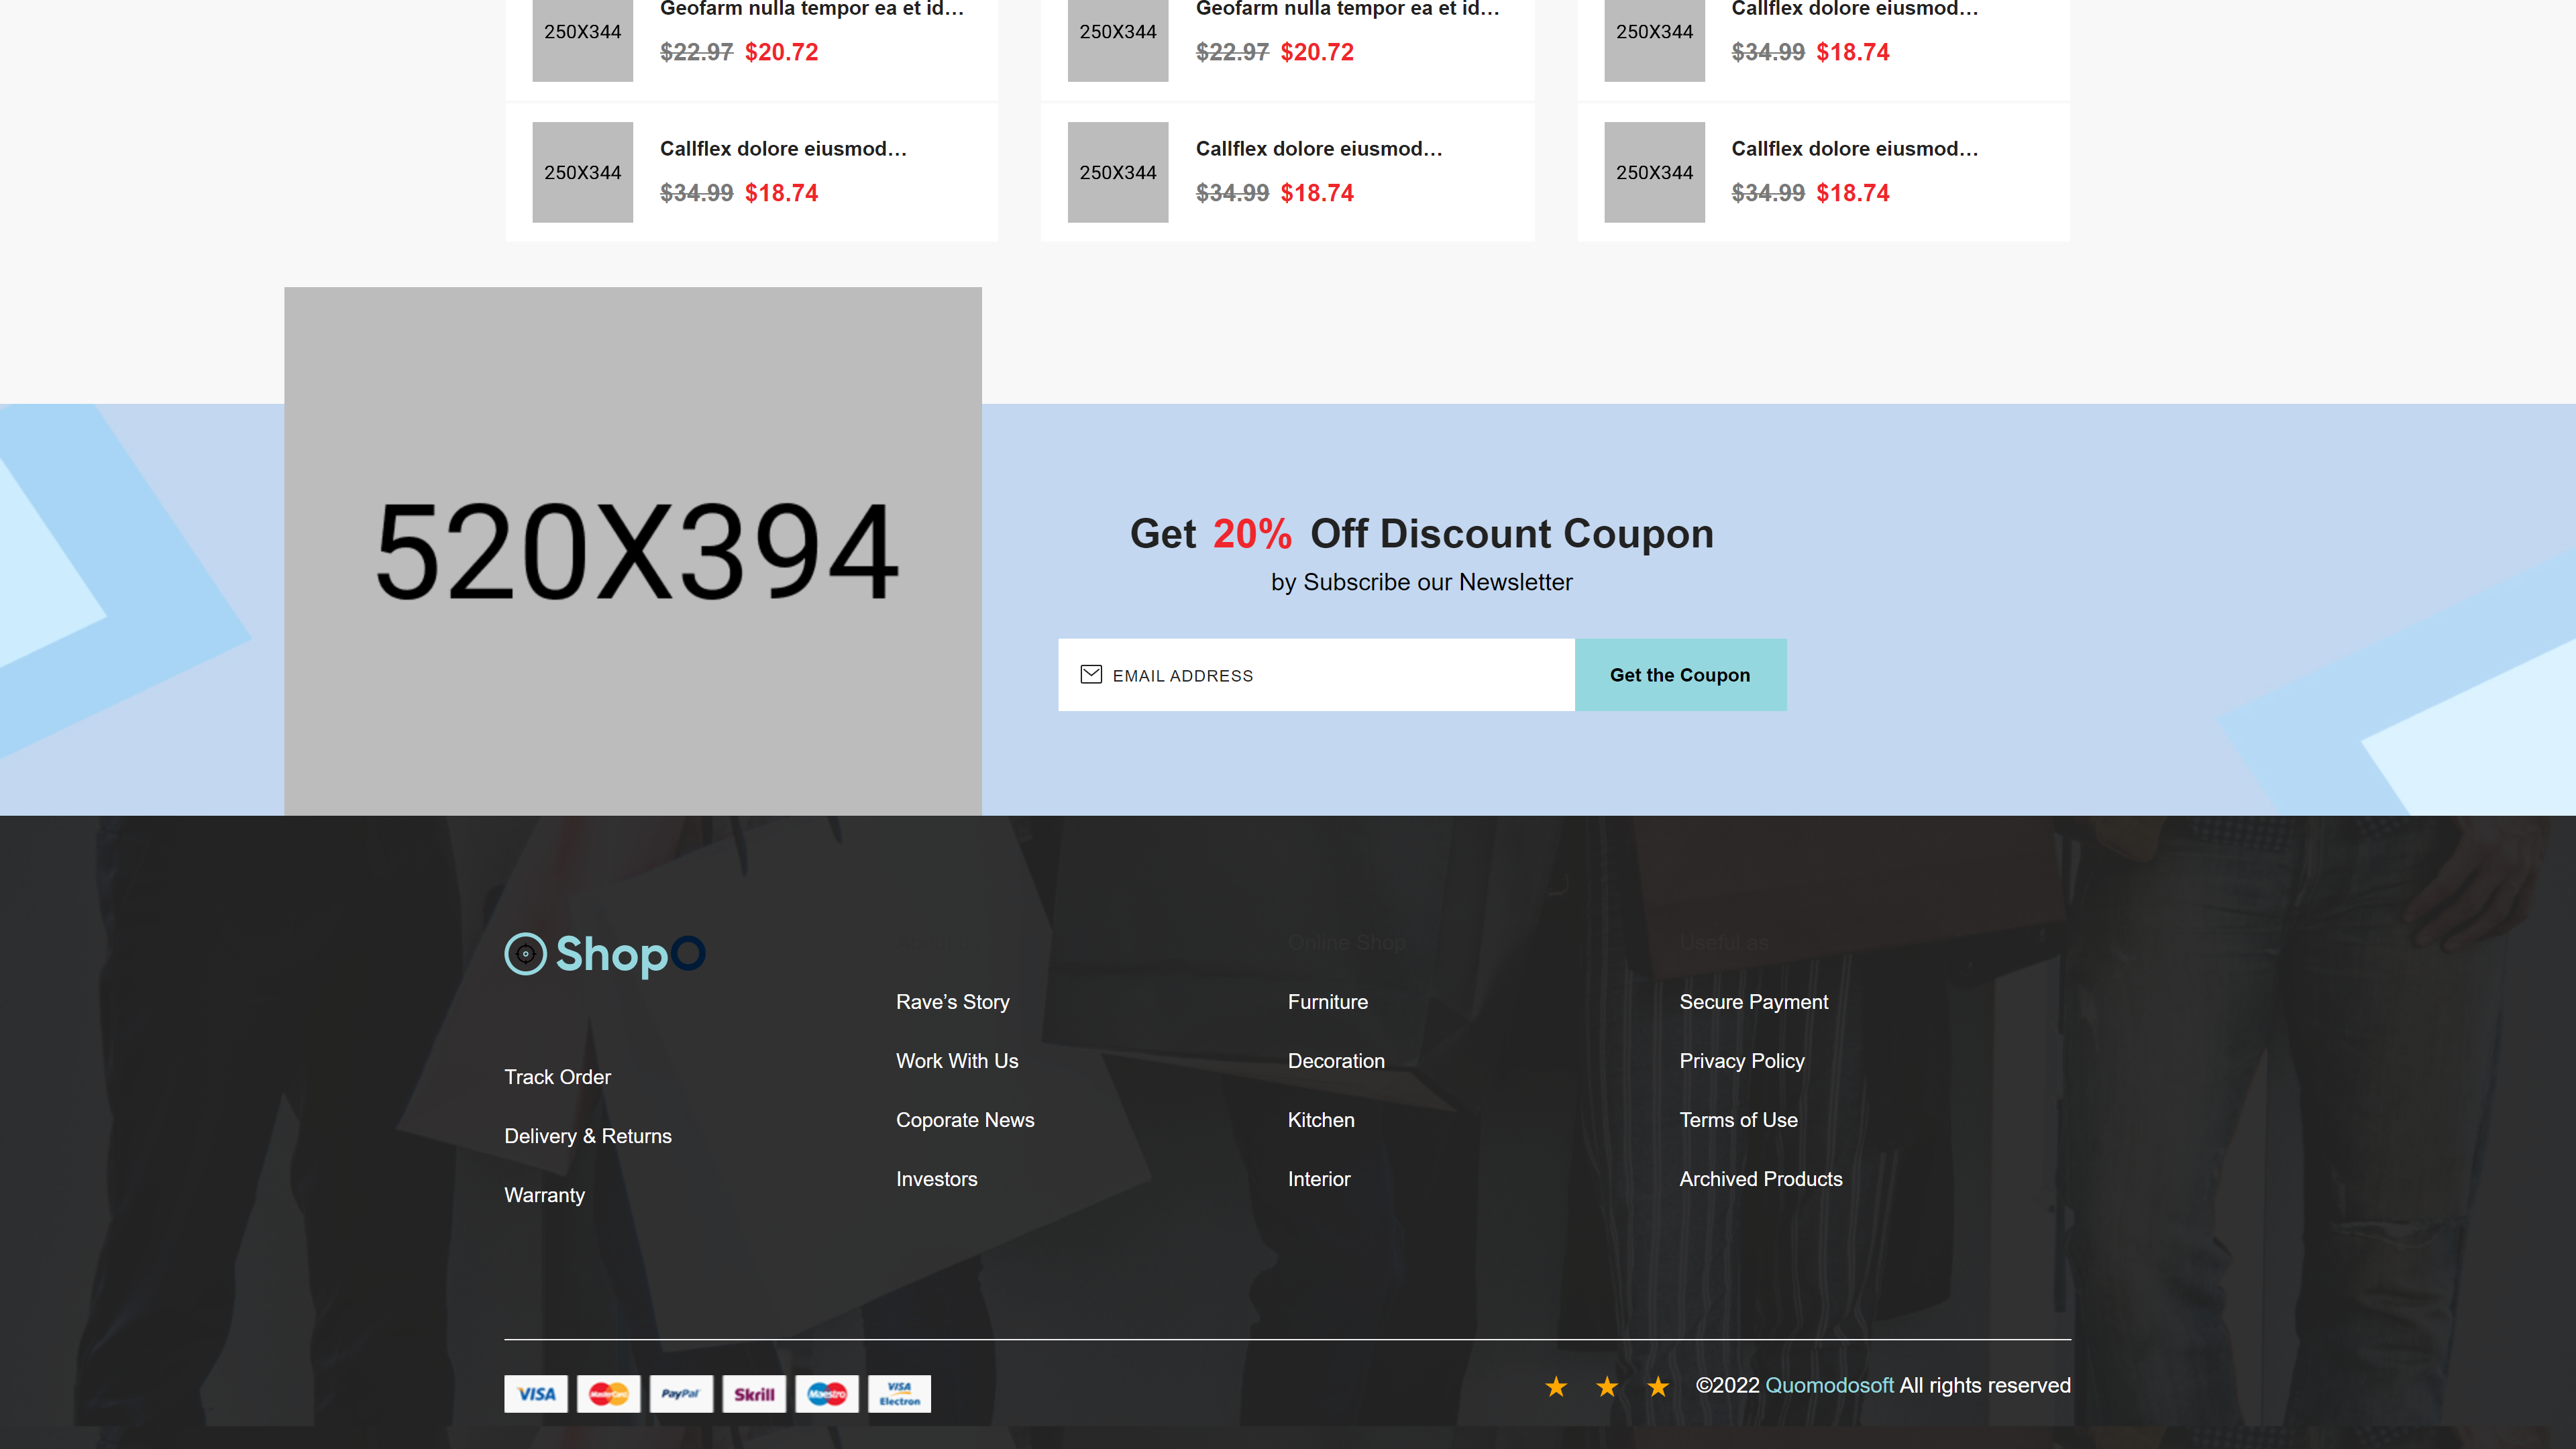 Geofarm nulla tempor ea et id...
250X344
$22.97 $20.72
Geofarm nulla tempor ea et id...
250X344
$22.97 $20.72
Callflex dolore eiusmod...
250X344
$34.99 $18.74
Callflex dolore eiusmod...
250X344
$34.99 $18.74
Callflex dolore eiusmod...
250X344
$34.99 $18.74
Callflex dolore eiusmod...
250X344
$34.99 $18.74
520X394
Get 20% Off Discount Coupon
by Subscribe our Newsletter
EMAIL ADDRESS
Get the Coupon
ShopO
Track Order
Delivery & Returns
Warranty
Rave’s Story
Work With Us
Coporate News
Investors
Online Shop
Furniture
Decoration
Kitchen
Interior
Useful as
Secure Payment
Privacy Policy
Terms of Use
Archived Products
VISA
MasterCard
PayPal
Skrill
Maestro
VISA
Electron
©2022 Quomodosoft All rights reserved